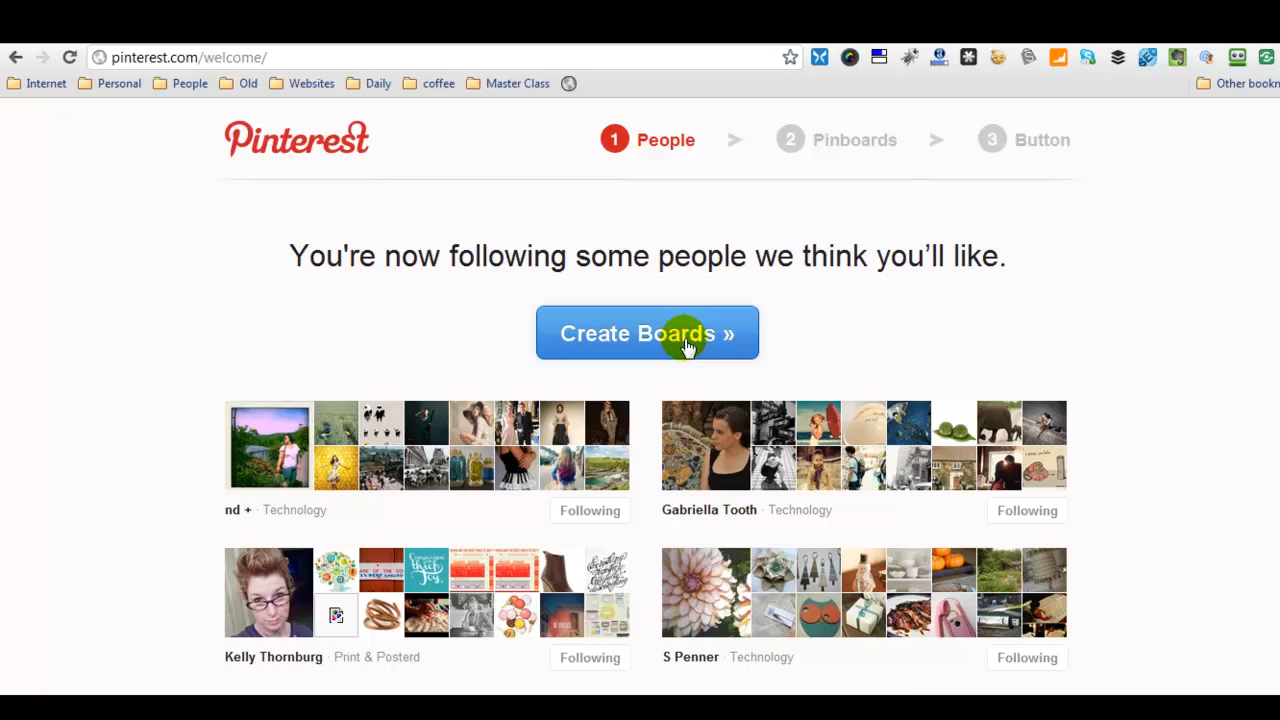 pinterest.com/welcome/
Internet Personal People Old Websites Daily coffee Master Class Other bookn
Pinterest 1 People > 2 Pinboards > 3 Button
You're now following some people we think you’ll like.
Create Boards »
nd + · Technology Following
Gabriella Tooth · Technology Following
Kelly Thornburg · Print & Posterd Following
S Penner · Technology Following